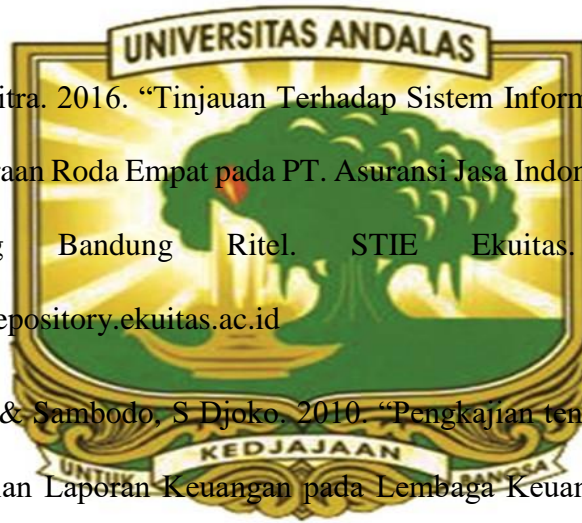 UNIVERSITAS ANDALAS
itra. 2016. “Tinjauan Terhadap Sistem Inform
raan Roda Empat pada PT. Asuransi Jasa Indon
g Bandung Ritel. STIE Ekuitas.
epository.ekuitas.ac.id
& Sambodo, S Djoko. 2010. “Pengkajian ten
KEDJAJAAN
UNTUK BANGSA
an Laporan Keuangan pada Lembaga Keuan